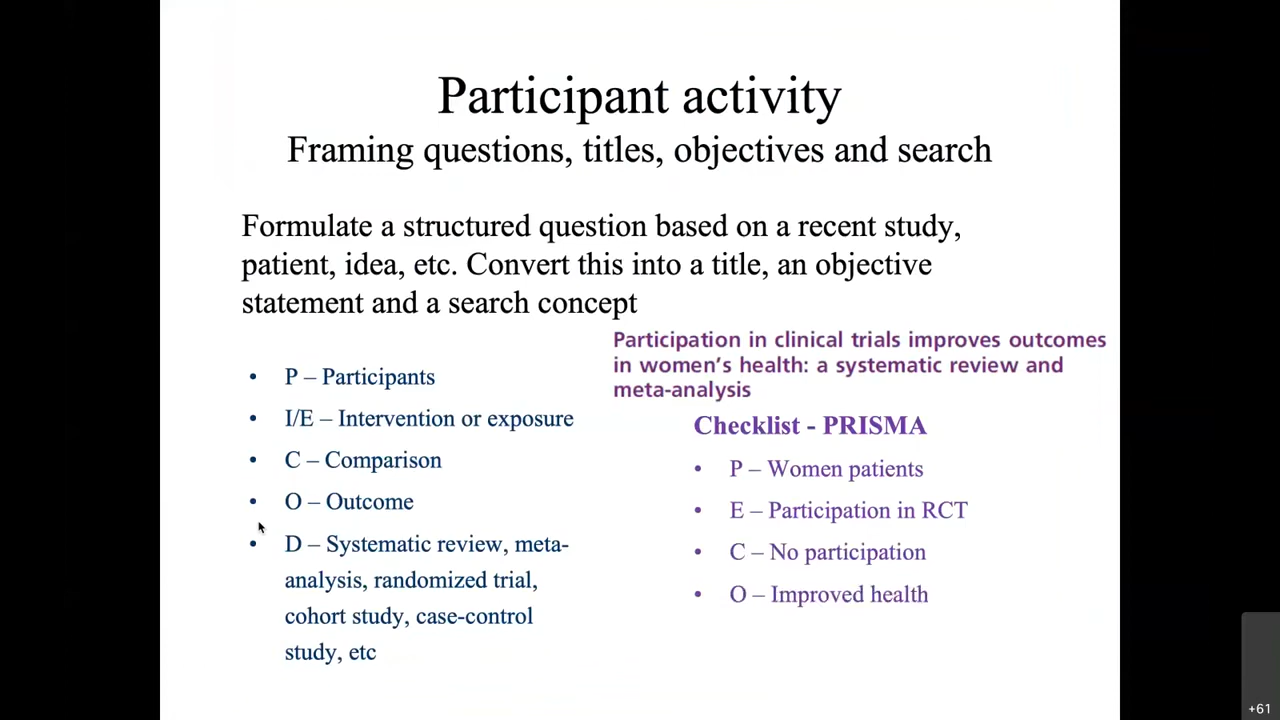 Participant activity
Framing questions, titles, objectives and search
Formulate a structured question based on a recent study,
patient, idea, etc. Convert this into a title, an objective
statement and a search concept
• P – Participants
• I/E – Intervention or exposure
• C – Comparison
• O – Outcome
• D – Systematic review, meta-
analysis, randomized trial,
cohort study, case-control
study, etc
Participation in clinical trials improves outcomes
in women's health: a systematic review and
meta-analysis
Checklist - PRISMA
• P – Women patients
• E – Participation in RCT
• C – No participation
• O – Improved health
+61